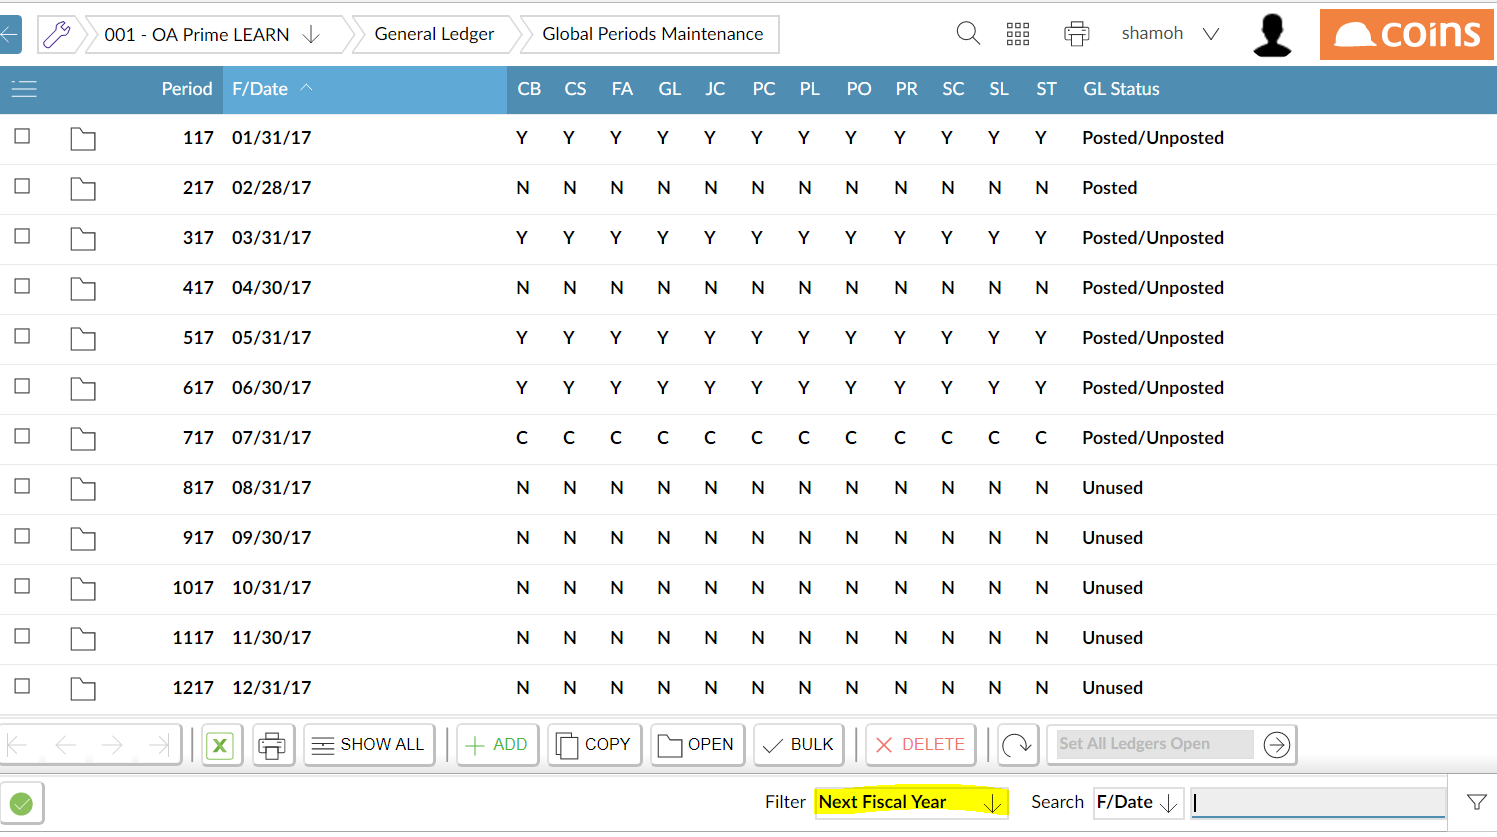 001 - OA Prime LEARN General Ledger Global Periods Maintenance shamoh coins
Period F/Date CB CS FA GL JC PC PL PO PR SC SL ST GL Status
117 01/31/17 Y Y Y Y Y Y Y Y Y Y Y Y Posted/Unposted
217 02/28/17 N N N N N N N N N N N N Posted
317 03/31/17 Y Y Y Y Y Y Y Y Y Y Y Y Posted/Unposted
417 04/30/17 N N N N N N N N N N N N Posted/Unposted
517 05/31/17 Y Y Y Y Y Y Y Y Y Y Y Y Posted/Unposted
617 06/30/17 Y Y Y Y Y Y Y Y Y Y Y Y Posted/Unposted
717 07/31/17 C C C C C C C C C C C C Posted/Unposted
817 08/31/17 N N N N N N N N N N N N Unused
917 09/30/17 N N N N N N N N N N N N Unused
1017 10/31/17 N N N N N N N N N N N N Unused
1117 11/30/17 N N N N N N N N N N N N Unused
1217 12/31/17 N N N N N N N N N N N N Unused
X SHOW ALL ADD COPY OPEN BULK DELETE Set All Ledgers Open
Filter Next Fiscal Year Search F/Date